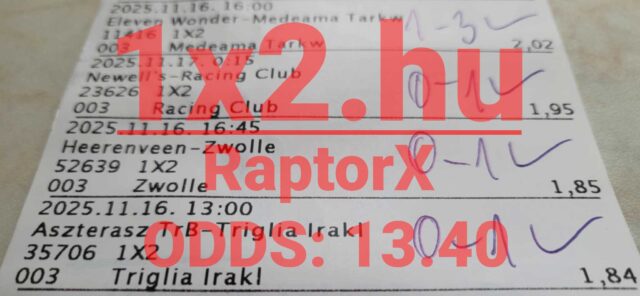 2025.11.16. 16:00
Eleven Wonder-Medeama Tarkw
11416 1X2
1-3
003 Medeama Tarkw 2,02
2025.11.17. 0:15
Newell's-Racing Club
23626 1X2
0-1
003 Racing Club 1,95
2025.11.16. 16:45
Heerenveen-Zwolle
52639 1X2
0-1
003 Zwolle 1,85
2025.11.16. 13:00
Aszterasz TrB-Triglia Irakl
35706 1X2
0-1
003 Triglia Irakl 1,84
1x2.hu
RaptorX
ODDS: 13.40